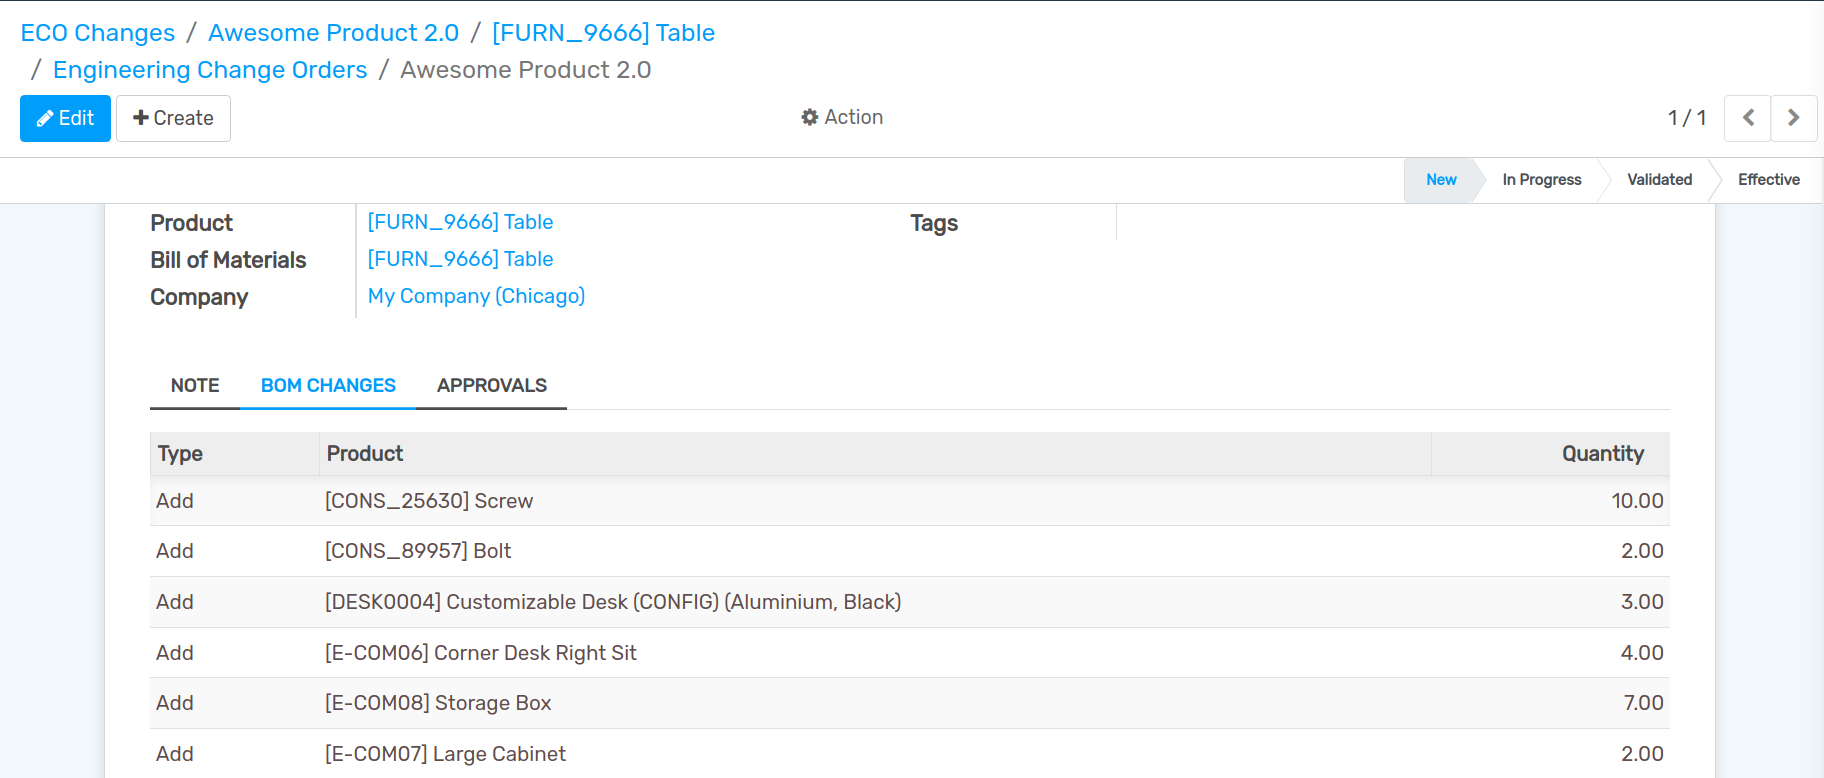 ECO Changes / Awesome Product 2.0 / [FURN_9666] Table
/ Engineering Change Orders / Awesome Product 2.0
Edit Create Action 1 / 1
New In Progress Validated Effective
Product [FURN_9666] Table Tags
Bill of Materials [FURN_9666] Table
Company My Company (Chicago)
NOTE BOM CHANGES APPROVALS
Type Product Quantity
Add [CONS_25630] Screw 10.00
Add [CONS_89957] Bolt 2.00
Add [DESK0004] Customizable Desk (CONFIG) (Aluminium, Black) 3.00
Add [E-COM06] Corner Desk Right Sit 4.00
Add [E-COM08] Storage Box 7.00
Add [E-COM07] Large Cabinet 2.00